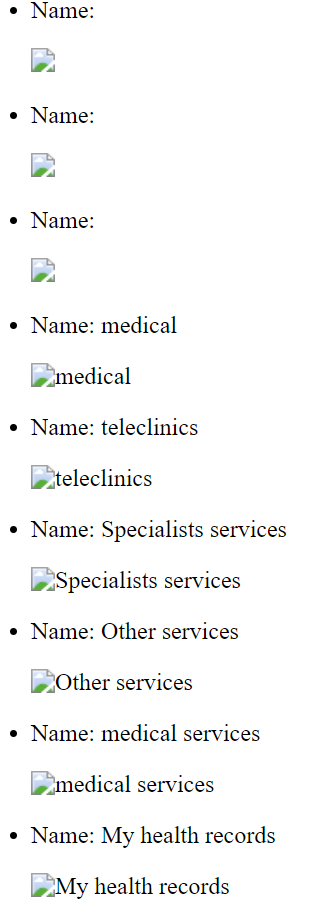 Name:
Name:
Name:
Name: medical
medical
Name: teleclinics
teleclinics
Name: Specialists services
Specialists services
Name: Other services
Other services
Name: medical services
medical services
Name: My health records
My health records